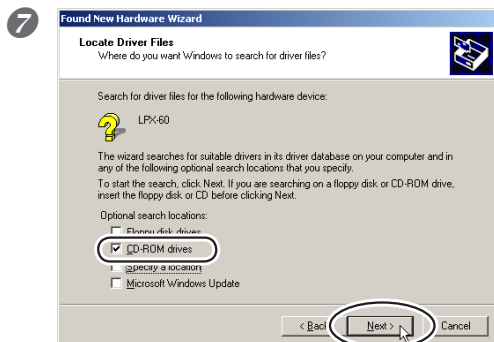 7
Found New Hardware Wizard
Locate Driver Files
Where do you want Windows to search for driver files?
Search for driver files for the following hardware device:
LPX-60
The wizard searches for suitable drivers in its driver database on your computer and in
any of the following optional search locations that you specify.
To start the search, click Next. If you are searching on a floppy disk or CD-ROM drive,
insert the floppy disk or CD before clicking Next.
Optional search locations:
Floppy disk drives
CD-ROM drives
Specify a location
Microsoft Windows Update
< Back Next > Cancel